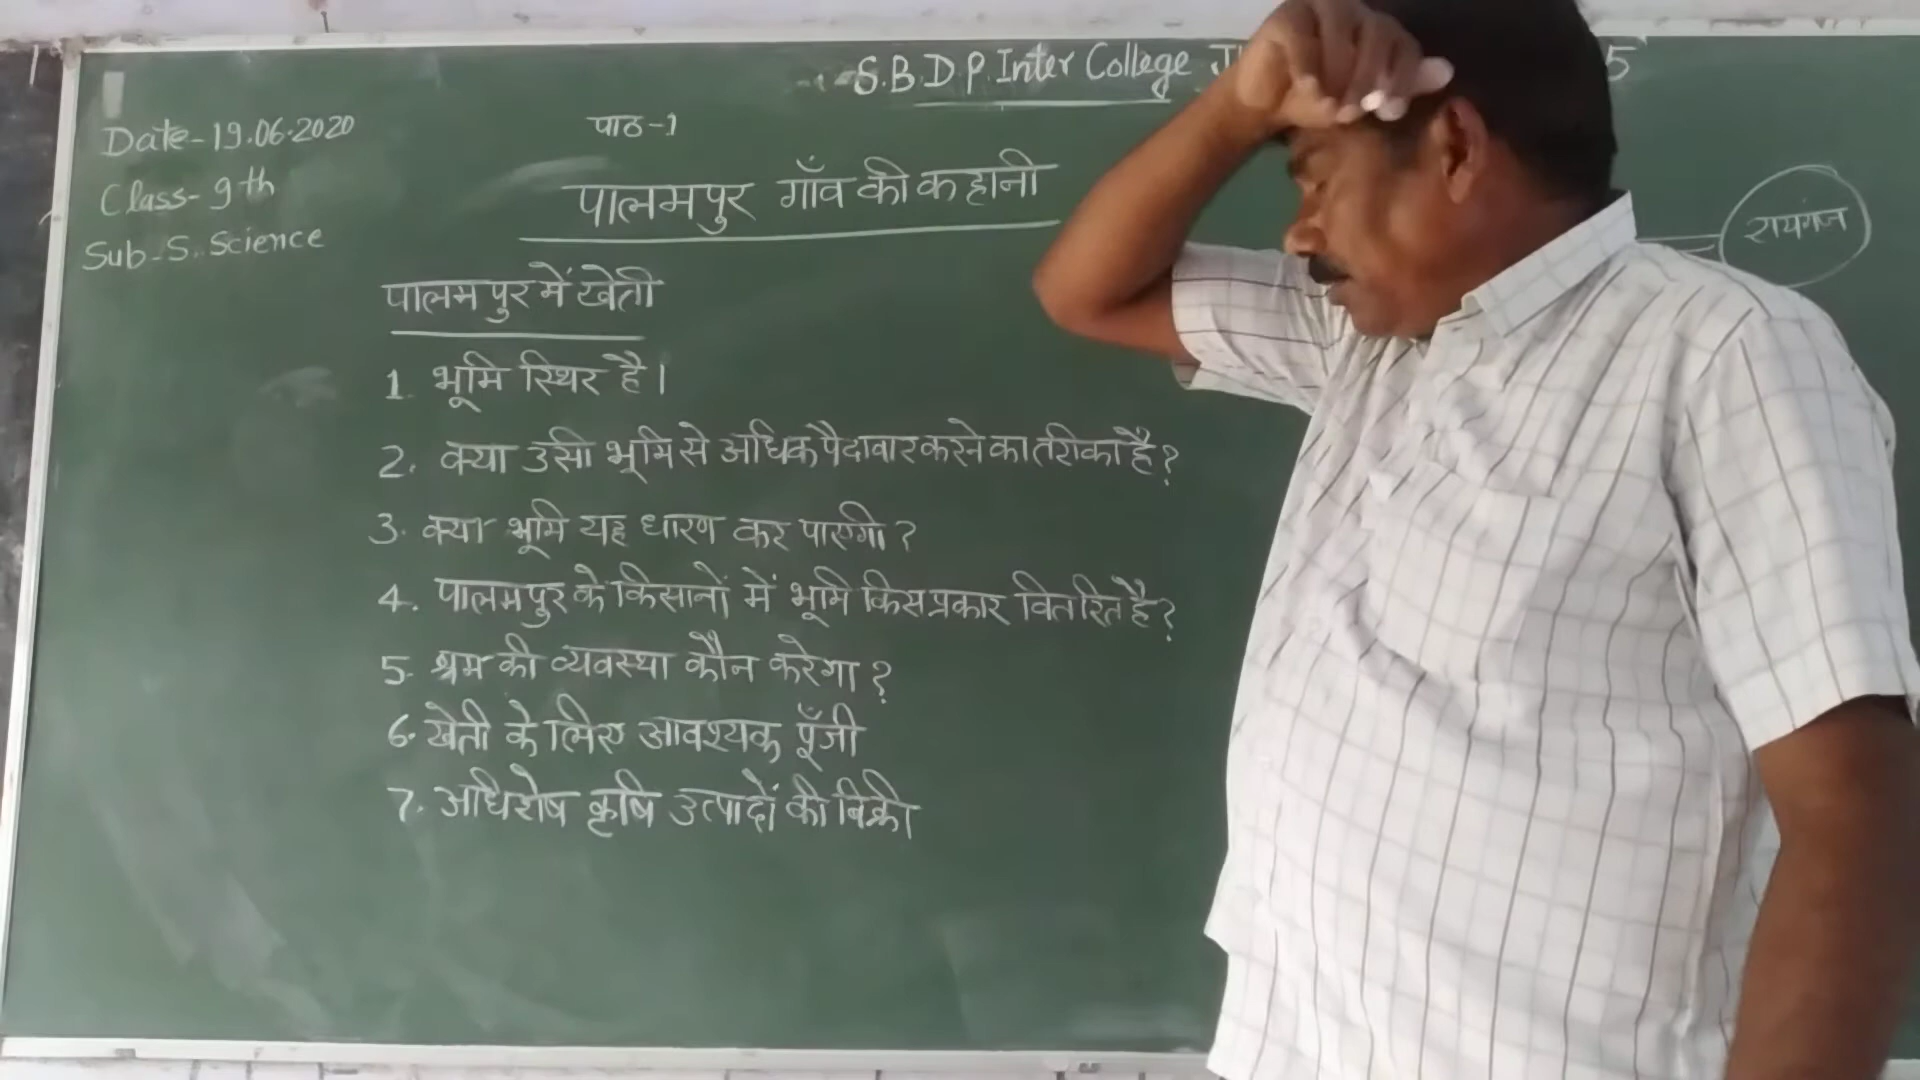 S.B.D.P. Inter College
5
Date-19.06.2020
Class-9th
Sub-S. Science
पाठ-1
पालमपुर गाँव की कहानी
रायगंज
पालमपुर में खेती
1. भूमि स्थिर है।
2. क्या उसी भूमि से अधिक पैदावार करने का तरीका है?
3. क्या भूमि यह धारण कर पाएगी?
4. पालमपुर के किसानों में भूमि किस प्रकार वितरित है?
5. श्रम की व्यवस्था कौन करेगा?
6. खेती के लिए आवश्यक पूँजी
7. अधिशेष कृषि उत्पादों की बिक्री